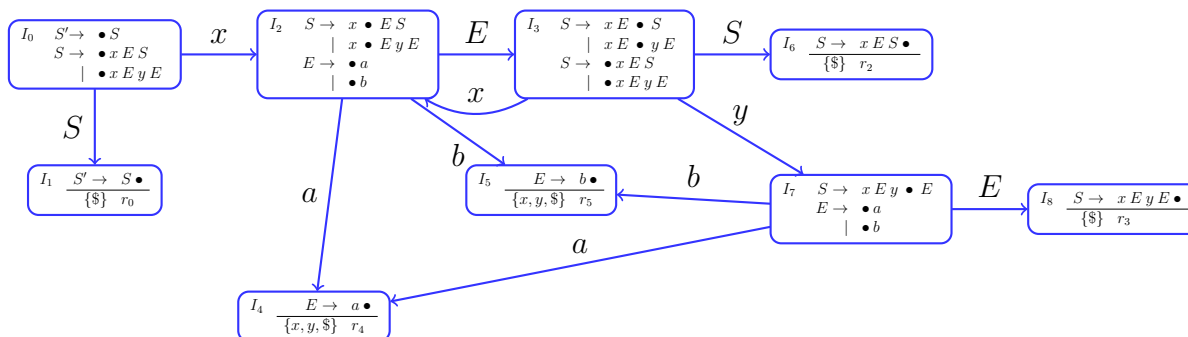 I₀ S′→ • S
S → • x E S
| • x E y E
x
I₂ S → x • E S
| x • E y E
E → • a
| • b
E
I₃ S → x E • S
| x E • y E
S → • x E S
| • x E y E
S
I₆ S → x E S •
{$} r₂
x
S
y
I₁ S′ → S •
{$} r₀
a
b
I₅ E → b •
{x, y, $} r₅
b
I₇ S → x E y • E
E → • a
| • b
E
I₈ S → x E y E •
{$} r₃
a
I₄ E → a •
{x, y, $} r₄